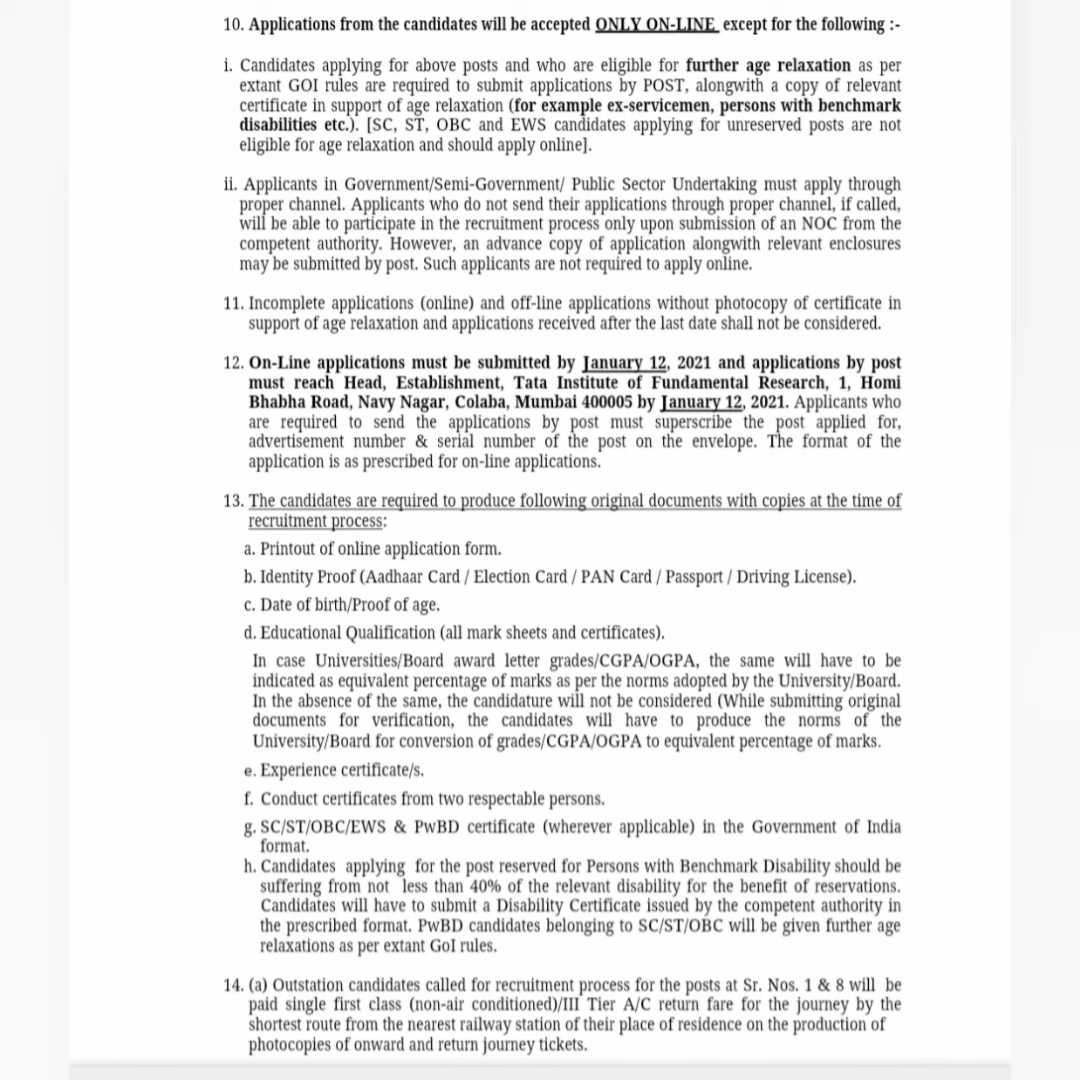 10. Applications from the candidates will be accepted ONLY ON-LINE except for the following :-
i. Candidates applying for above posts and who are eligible for further age relaxation as per
extant GOI rules are required to submit applications by POST, alongwith a copy of relevant
certificate in support of age relaxation (for example ex-servicemen, persons with benchmark
disabilities etc.). [SC, ST, OBC and EWS candidates applying for unreserved posts are not
eligible for age relaxation and should apply online].
ii. Applicants in Government/Semi-Government/ Public Sector Undertaking must apply through
proper channel. Applicants who do not send their applications through proper channel, if called,
will be able to participate in the recruitment process only upon submission of an NOC from the
competent authority. However, an advance copy of application alongwith relevant enclosures
may be submitted by post. Such applicants are not required to apply online.
11. Incomplete applications (online) and off-line applications without photocopy of certificate in
support of age relaxation and applications received after the last date shall not be considered.
12. On-Line applications must be submitted by January 12, 2021 and applications by post
must reach Head, Establishment, Tata Institute of Fundamental Research, 1, Homi
Bhabha Road, Navy Nagar, Colaba, Mumbai 400005 by January 12, 2021. Applicants who
are required to send the applications by post must superscribe the post applied for,
advertisement number & serial number of the post on the envelope. The format of the
application is as prescribed for on-line applications.
13. The candidates are required to produce following original documents with copies at the time of
recruitment process:
a. Printout of online application form.
b. Identity Proof (Aadhaar Card / Election Card / PAN Card / Passport / Driving License).
c. Date of birth/Proof of age.
d. Educational Qualification (all mark sheets and certificates).
In case Universities/Board award letter grades/CGPA/OGPA, the same will have to be
indicated as equivalent percentage of marks as per the norms adopted by the University/Board.
In the absence of the same, the candidature will not be considered (While submitting original
documents for verification, the candidates will have to produce the norms of the
University/Board for conversion of grades/CGPA/OGPA to equivalent percentage of marks.
e. Experience certificate/s.
f. Conduct certificates from two respectable persons.
g. SC/ST/OBC/EWS & PwBD certificate (wherever applicable) in the Government of India
format.
h. Candidates applying for the post reserved for Persons with Benchmark Disability should be
suffering from not less than 40% of the relevant disability for the benefit of reservations.
Candidates will have to submit a Disability Certificate issued by the competent authority in
the prescribed format. PwBD candidates belonging to SC/ST/OBC will be given further age
relaxations as per extant GoI rules.
14. (a) Outstation candidates called for recruitment process for the posts at Sr. Nos. 1 & 8 will be
paid single first class (non-air conditioned)/III Tier A/C return fare for the journey by the
shortest route from the nearest railway station of their place of residence on the production of
photocopies of onward and return journey tickets.